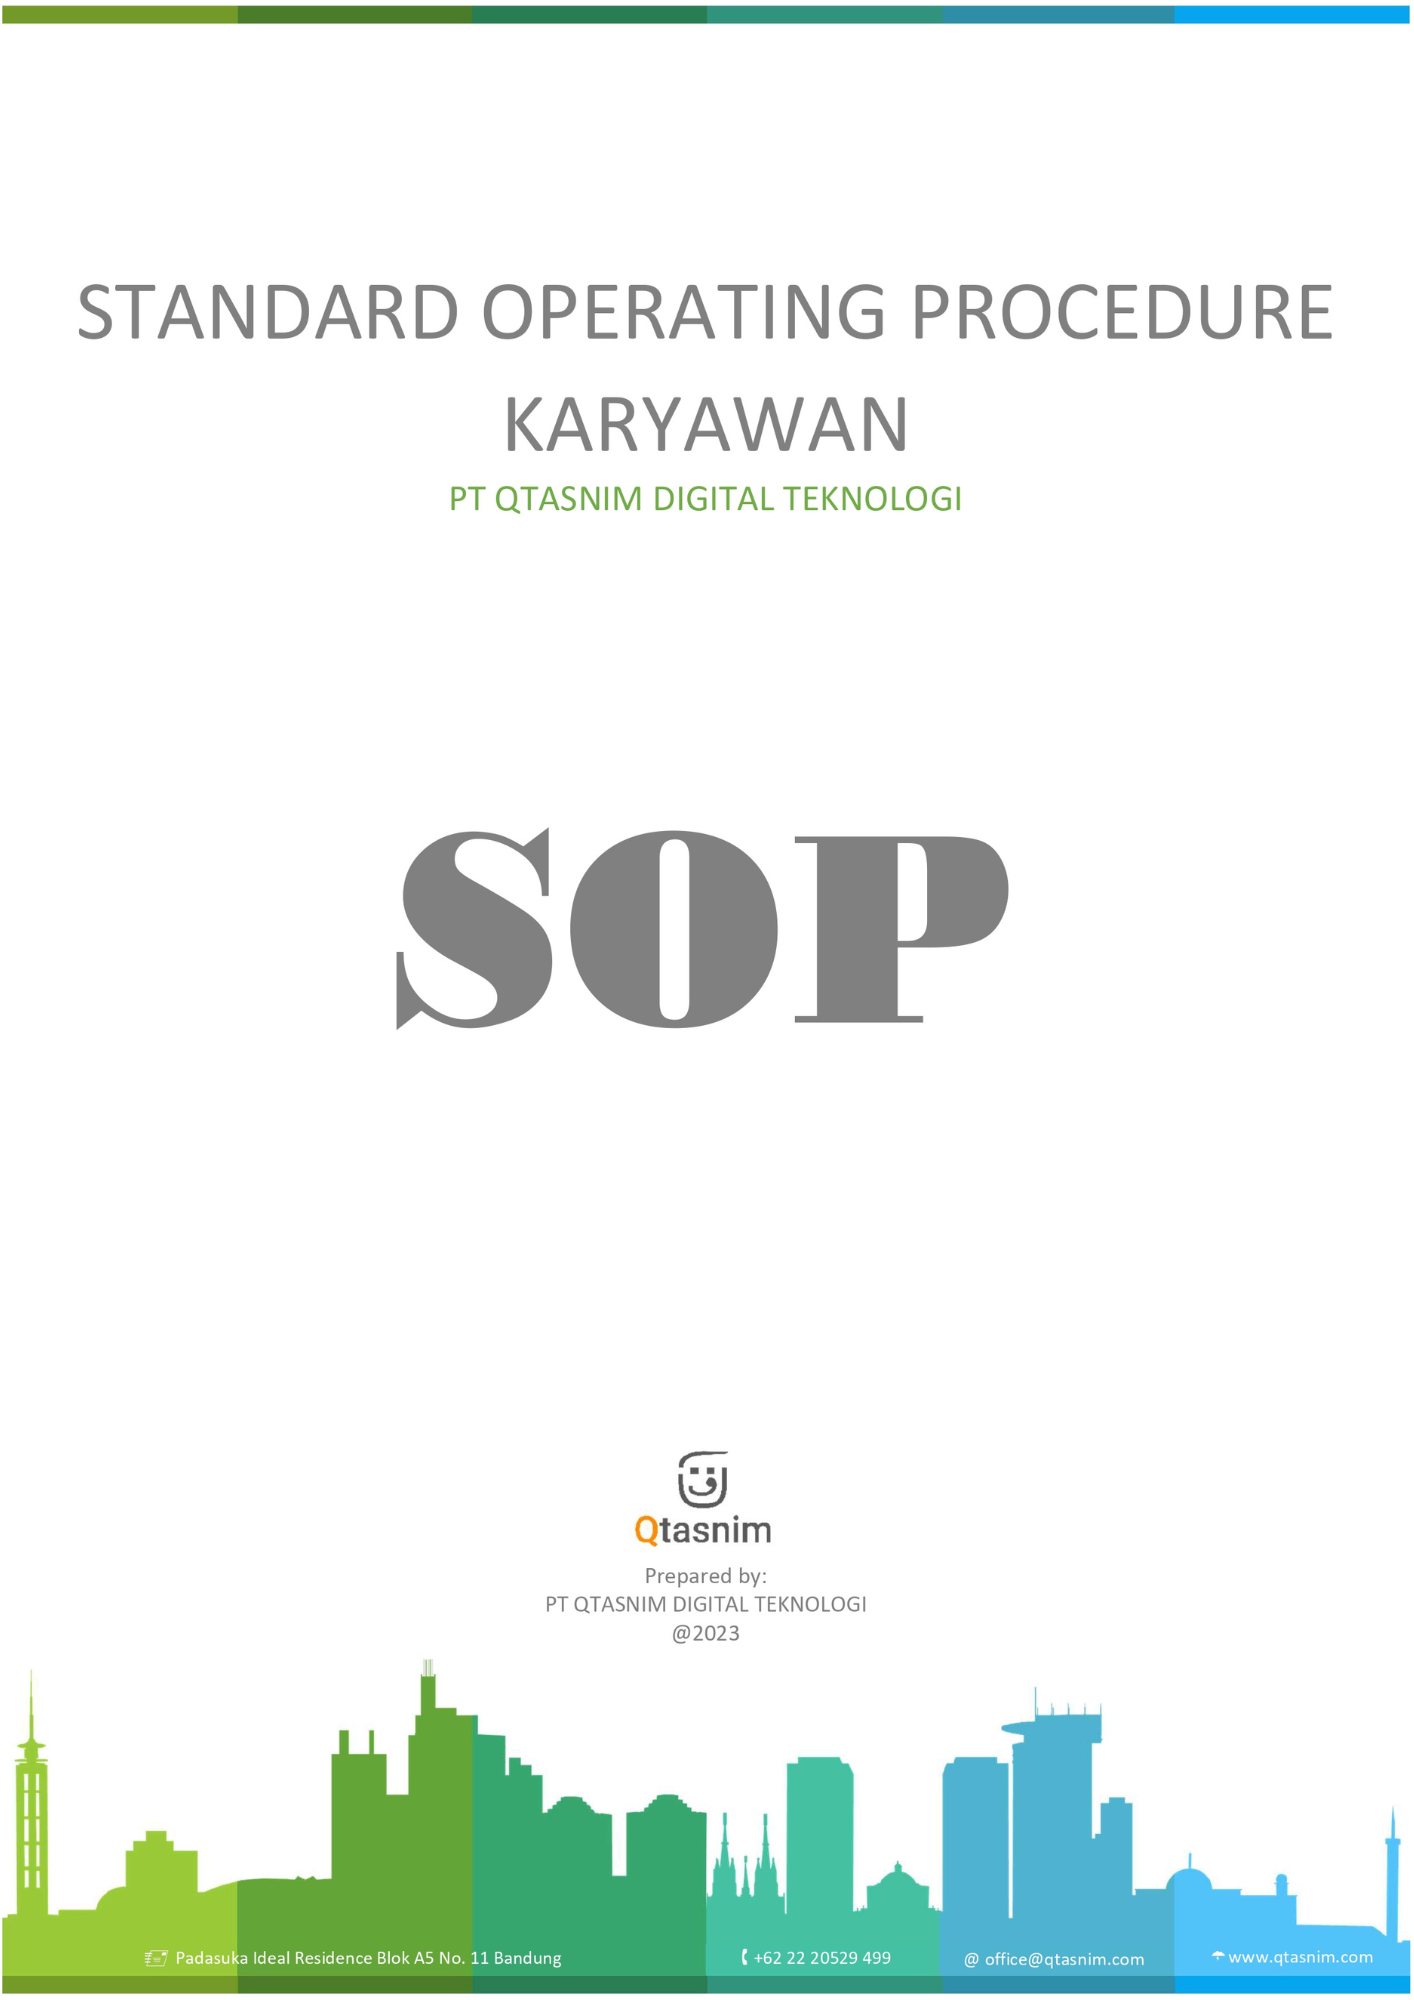 STANDARD OPERATING PROCEDURE
KARYAWAN
PT QTASNIM DIGITAL TEKNOLOGI
SOP
Qtasnim
Prepared by:
PT QTASNIM DIGITAL TEKNOLOGI
@2023
Padasuka Ideal Residence Blok A5 No. 11 Bandung
+62 22 20529 499
@ office@qtasnim.com
www.qtasnim.com